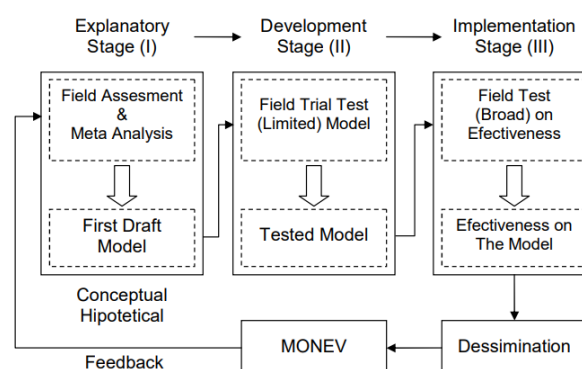 Explanatory
Stage (I)
Development
Stage (II)
Implementation
Stage (III)
Field Assesment
&
Meta Analysis
First Draft
Model
Conceptual
Hipotetical
Field Trial Test
(Limited) Model
Tested Model
Field Test
(Broad) on
Efectiveness
Efectiveness on
The Model
Dessimination
MONEV
Feedback